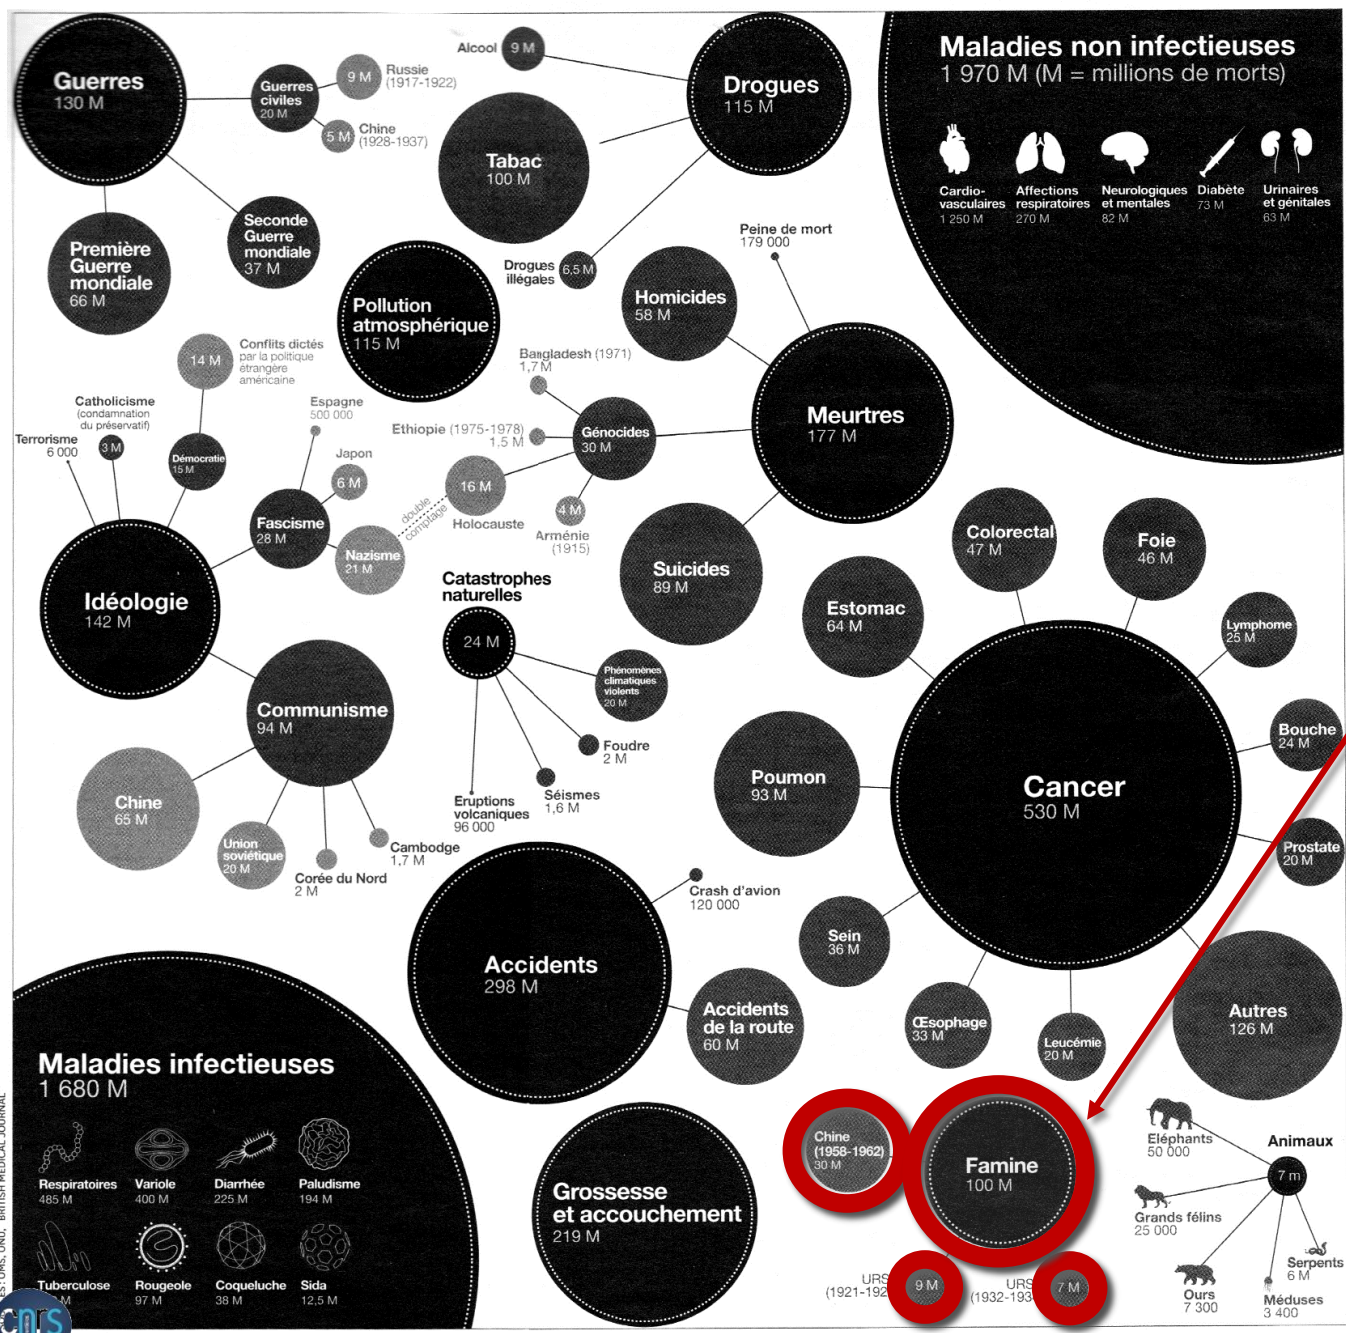 Guerres
130 M
Guerres
civiles
20 M
9 M
Russie
(1917-1922)
5 M
Chine
(1928-1937)
Première
Guerre
mondiale
66 M
Seconde
Guerre
mondiale
37 M
Alcool
9 M
Drogues
115 M
Tabac
100 M
Drogues
illégales
6,5 M
Maladies non infectieuses
1 970 M (M = millions de morts)
Cardio-
vasculaires
1 250 M
Affections
respiratoires
270 M
Neurologiques
et mentales
82 M
Diabète
73 M
Urinaires
et génitales
63 M
Pollution
atmosphérique
115 M
Peine de mort
179 000
Homicides
58 M
Meurtres
177 M
Bangladesh (1971)
1,7 M
Ethiopie (1975-1978)
1,5 M
Génocides
30 M
16 M
Holocauste
4 M
Arménie
(1915)
Suicides
89 M
14 M
Conflits dictés
par la politique
étrangère
américaine
Catholicisme
(condamnation
du préservatif)
3 M
Terrorisme
6 000
Démocratie
15 M
Espagne
500 000
Japon
6 M
Fascisme
28 M
Nazisme
21 M
double
comptage
Idéologie
142 M
Communisme
94 M
Chine
65 M
Union
soviétique
20 M
Corée du Nord
2 M
Cambodge
1,7 M
Catastrophes
naturelles
24 M
Phénomènes
climatiques
violents
20 M
Foudre
2 M
Séismes
1,6 M
Eruptions
volcaniques
96 000
Colorectal
47 M
Foie
46 M
Estomac
64 M
Lymphome
25 M
Bouche
24 M
Poumon
93 M
Cancer
530 M
Prostate
20 M
Sein
36 M
Œsophage
33 M
Leucémie
20 M
Autres
126 M
Accidents
298 M
Crash d'avion
120 000
Accidents
de la route
60 M
Maladies infectieuses
1 680 M
Respiratoires
485 M
Variole
400 M
Diarrhée
225 M
Paludisme
194 M
Tuberculose
M
Rougeole
97 M
Coqueluche
38 M
Sida
12,5 M
Grossesse
et accouchement
219 M
Chine
(1958-1962)
30 M
Famine
100 M
URS
(1921-192
9 M
URS
(1932-193
7 M
Animaux
7 m
Eléphants
50 000
Grands félins
25 000
Ours
7 300
Méduses
3 400
Serpents
6 M
: OMS, ONU, BRITISH MEDICAL JOURNAL
cnrs